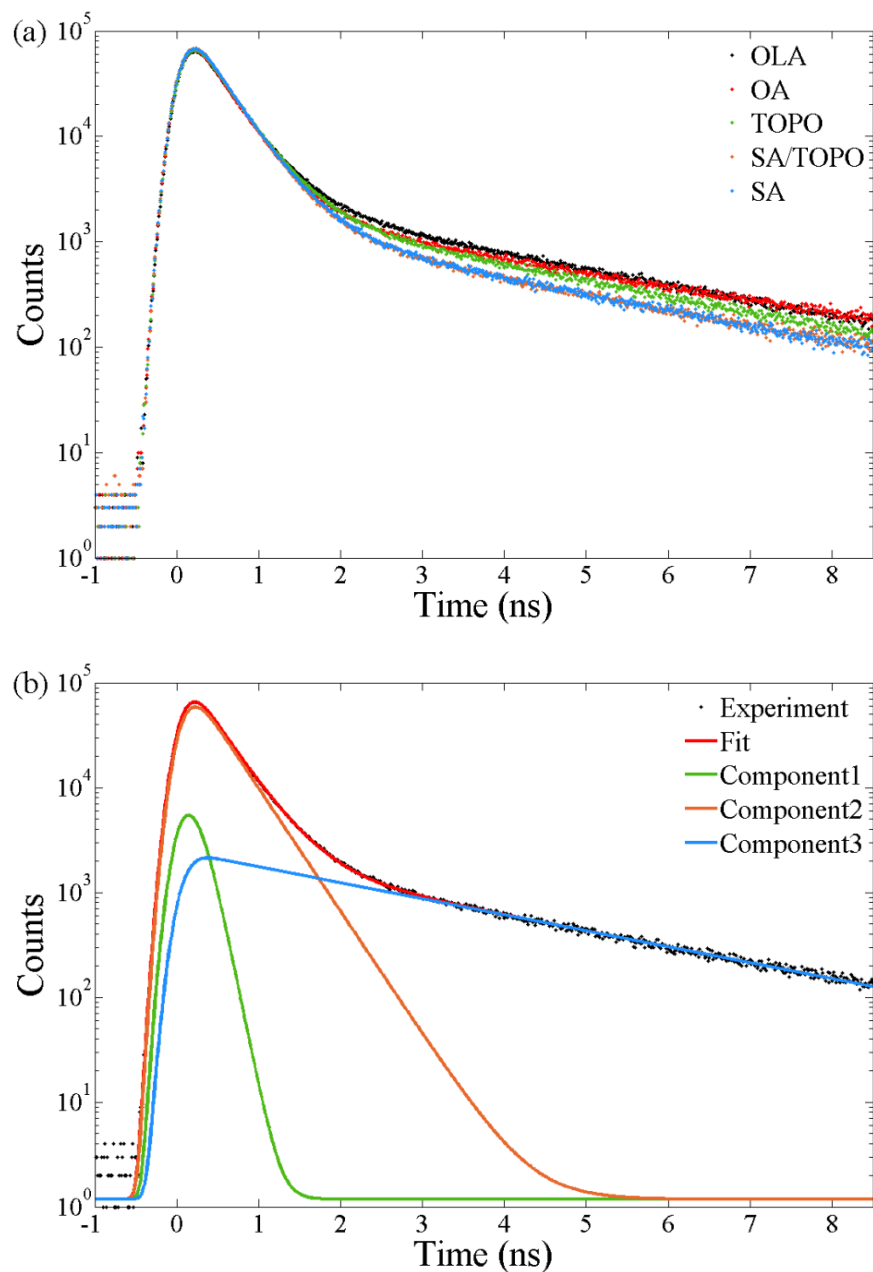 (a)
10^5
10^4
10^3
10^2
10^1
10^0
Counts
OLA
OA
TOPO
SA/TOPO
SA
-1 0 1 2 3 4 5 6 7 8
Time (ns)
(b)
10^5
10^4
10^3
10^2
10^1
10^0
Counts
Experiment
Fit
Component1
Component2
Component3
-1 0 1 2 3 4 5 6 7 8
Time (ns)